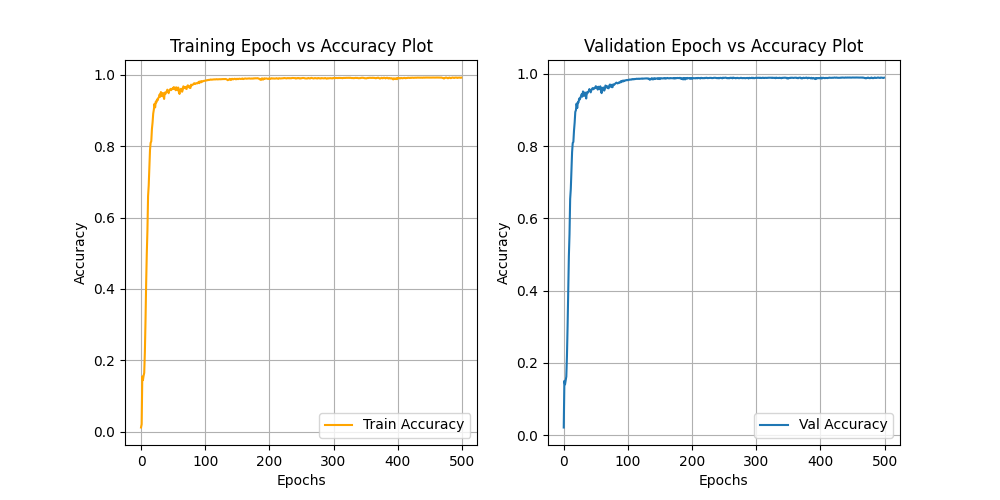 Training Epoch vs Accuracy Plot
1.0
0.8
0.6
0.4
0.2
0.0
Accuracy
0 100 200 300 400 500
Epochs
Train Accuracy
Validation Epoch vs Accuracy Plot
1.0
0.8
0.6
0.4
0.2
0.0
Accuracy
0 100 200 300 400 500
Epochs
Val Accuracy